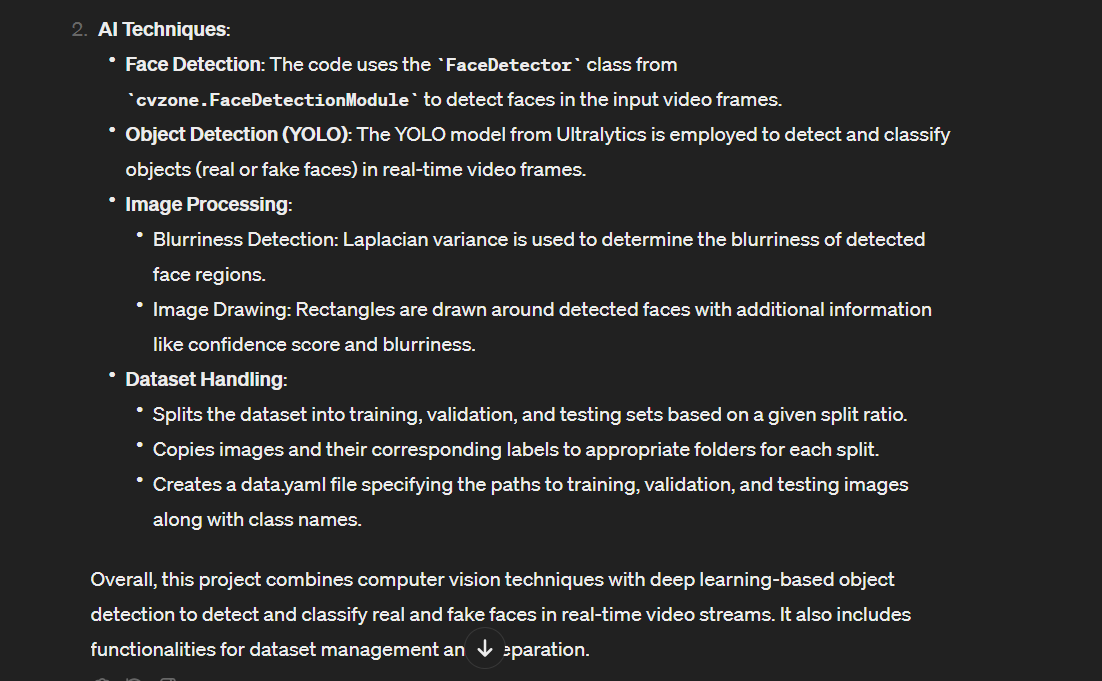 2. AI Techniques:
• Face Detection: The code uses the `FaceDetector` class from
`cvzone.FaceDetectionModule` to detect faces in the input video frames.
• Object Detection (YOLO): The YOLO model from Ultralytics is employed to detect and classify
objects (real or fake faces) in real-time video frames.
• Image Processing:
• Blurriness Detection: Laplacian variance is used to determine the blurriness of detected
face regions.
• Image Drawing: Rectangles are drawn around detected faces with additional information
like confidence score and blurriness.
• Dataset Handling:
• Splits the dataset into training, validation, and testing sets based on a given split ratio.
• Copies images and their corresponding labels to appropriate folders for each split.
• Creates a data.yaml file specifying the paths to training, validation, and testing images
along with class names.
Overall, this project combines computer vision techniques with deep learning-based object
detection to detect and classify real and fake faces in real-time video streams. It also includes
functionalities for dataset management an eparation.